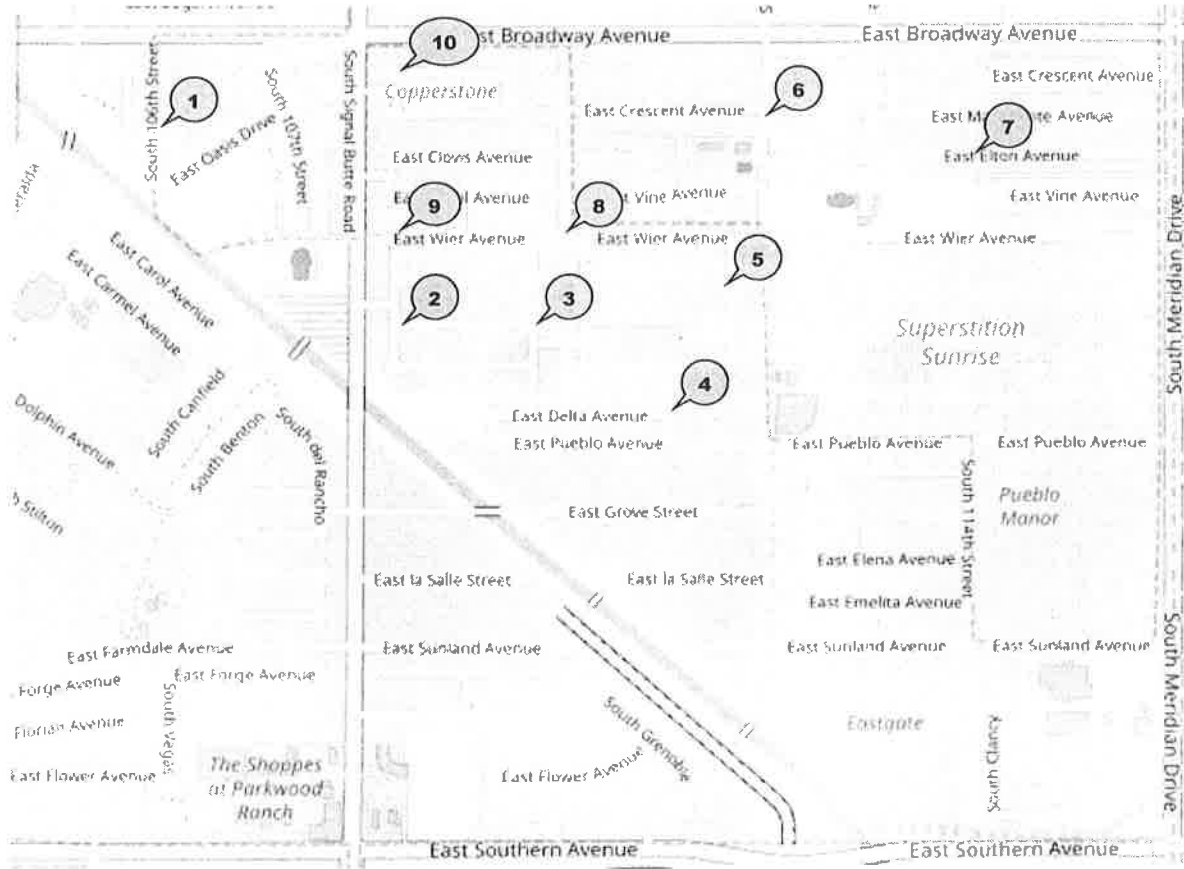 10
st Broadway Avenue
East Broadway Avenue
South 106th Street
1
South 107th Street
East Oasis Drive
South Signal Butte Road
Copperstone
East Crescent Avenue
6
East Crescent Avenue
7
East Clovis Avenue
East Elton Avenue
9
8
t Vine Avenue
East Vine Avenue
East Wier Avenue
East Wier Avenue
East Wier Avenue
South Meridian Drive
East Carol Avenue
East Carmel Avenue
2
3
5
Superstition
Sunrise
4
South Canfield
South Benton
South del Rancho
Dolphin Avenue
East Delta Avenue
East Pueblo Avenue
East Pueblo Avenue
East Pueblo Avenue
h Stilton
South 114th Street
Pueblo
Manor
East Grove Street
East Elena Avenue
East la Salle Street
East la Salle Street
East Emelita Avenue
East Farmdale Avenue
East Sunland Avenue
East Sunland Avenue
East Sunland Avenue
Forge Avenue
East Forge Avenue
South Vegas
Florian Avenue
South Grenoble
Eastgate
South Clancy
South Meridian Drive
East Flower Avenue
The Shoppes
at Parkwood
Ranch
East Flower Avenue
East Southern Avenue
East Southern Avenue